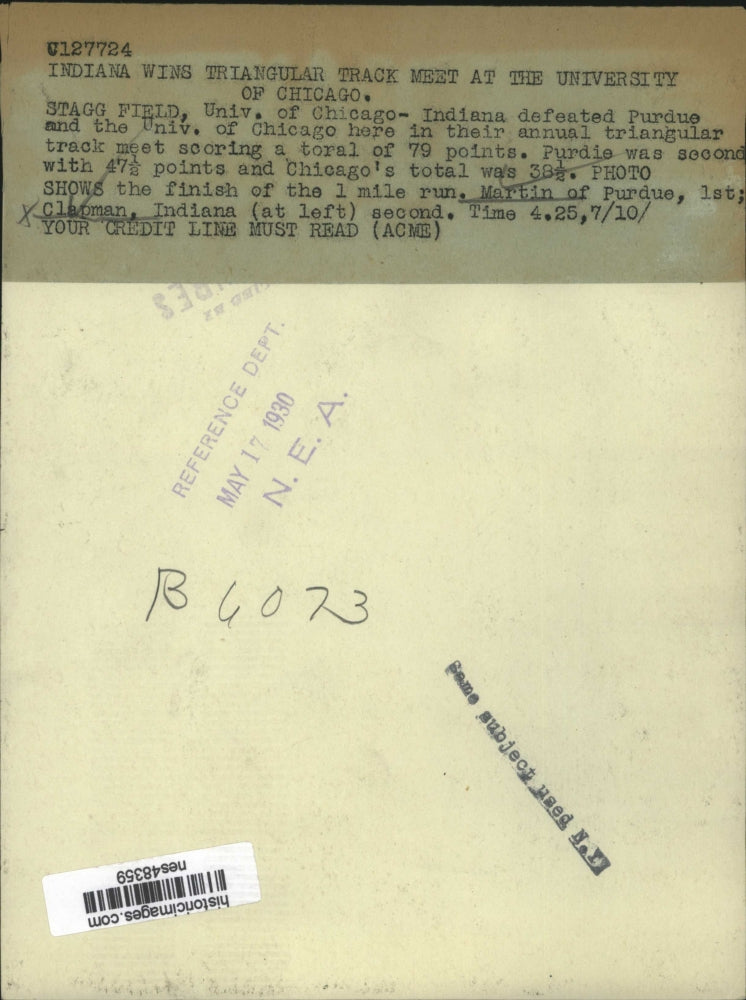 C127724
INDIANA WINS TRIANGULAR TRACK MEET AT THE UNIVERSITY
OF CHICAGO.
STAGG FIELD, Univ. of Chicago- Indiana defeated Purdue
and the Univ. of Chicago here in their annual triangular
track meet scoring a toral of 79 points. Purdie was second
with 47½ points and Chicago's total was 38½. PHOTO
SHOWS the finish of the 1 mile run. Martin of Purdue, 1st;
X Clapman, Indiana (at left) second. Time 4.25,7/10/
YOUR CREDIT LINE MUST READ (ACME)
REFERENCE DEPT.
MAY 17 1930
N. E. A.
B 6073
Same subject used N.Y
historicimages.com
nes48359